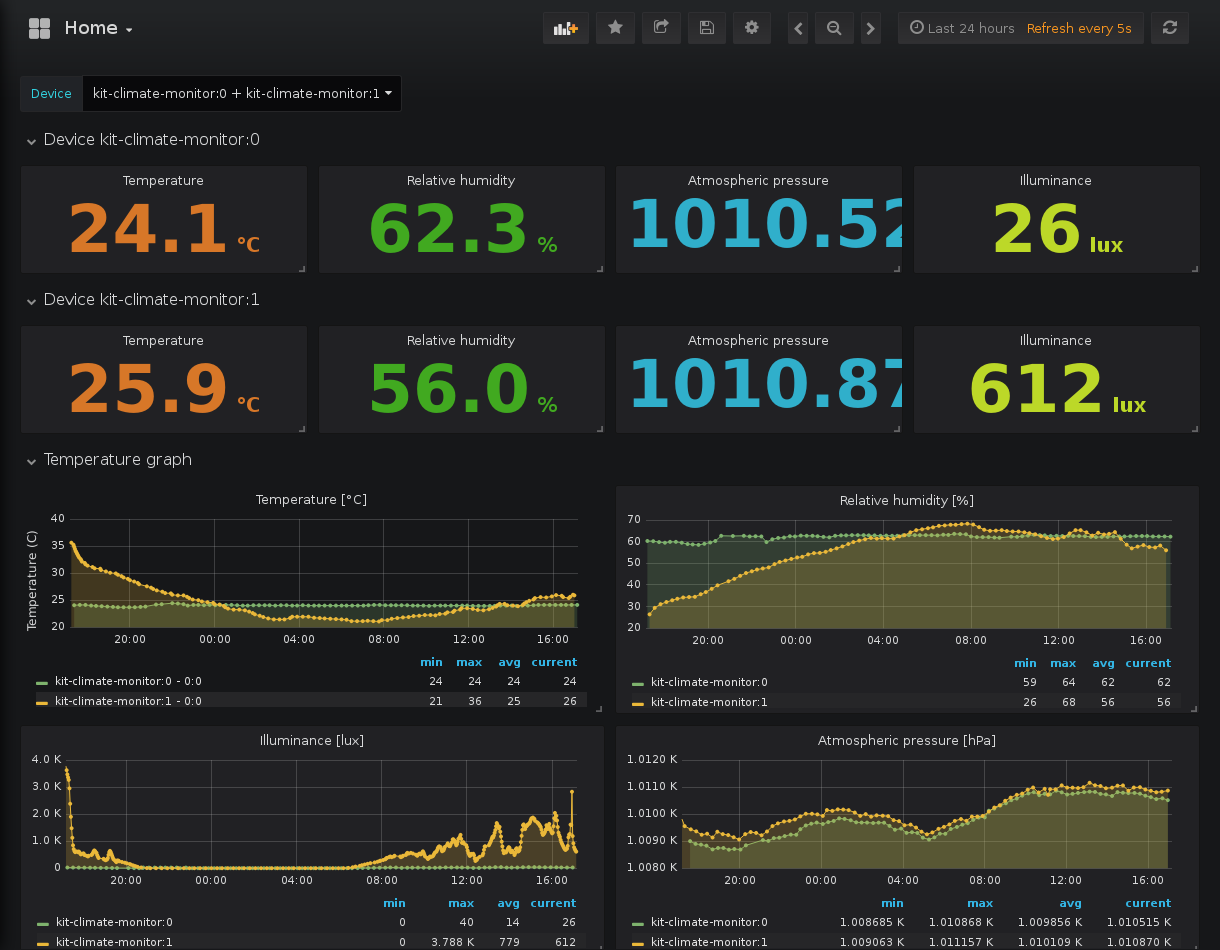 Home
Last 24 hours Refresh every 5s
Device kit-climate-monitor:0 + kit-climate-monitor:1
Device kit-climate-monitor:0
Temperature Relative humidity Atmospheric pressure Illuminance
24.1 °C 62.3 % 1010.52 26 lux
Device kit-climate-monitor:1
Temperature Relative humidity Atmospheric pressure Illuminance
25.9 °C 56.0 % 1010.87 612 lux
Temperature graph
Temperature [°C]
Temperature (C)
40
35
30
25
20
20:00 00:00 04:00 08:00 12:00 16:00
min max avg current
kit-climate-monitor:0 - 0:0 24 24 24 24
kit-climate-monitor:1 - 0:0 21 36 25 26
Relative humidity [%]
70
60
50
40
30
20
20:00 00:00 04:00 08:00 12:00 16:00
min max avg current
kit-climate-monitor:0 59 64 62 62
kit-climate-monitor:1 26 68 56 56
Illuminance [lux]
4.0 K
3.0 K
2.0 K
1.0 K
0
20:00 00:00 04:00 08:00 12:00 16:00
min max avg current
kit-climate-monitor:0 0 40 14 26
kit-climate-monitor:1 0 3.788 K 779 612
Atmospheric pressure [hPa]
1.0120 K
1.0110 K
1.0100 K
1.0090 K
1.0080 K
20:00 00:00 04:00 08:00 12:00 16:00
min max avg current
kit-climate-monitor:0 1.008685 K 1.010868 K 1.009856 K 1.010515 K
kit-climate-monitor:1 1.009063 K 1.011157 K 1.010109 K 1.010870 K